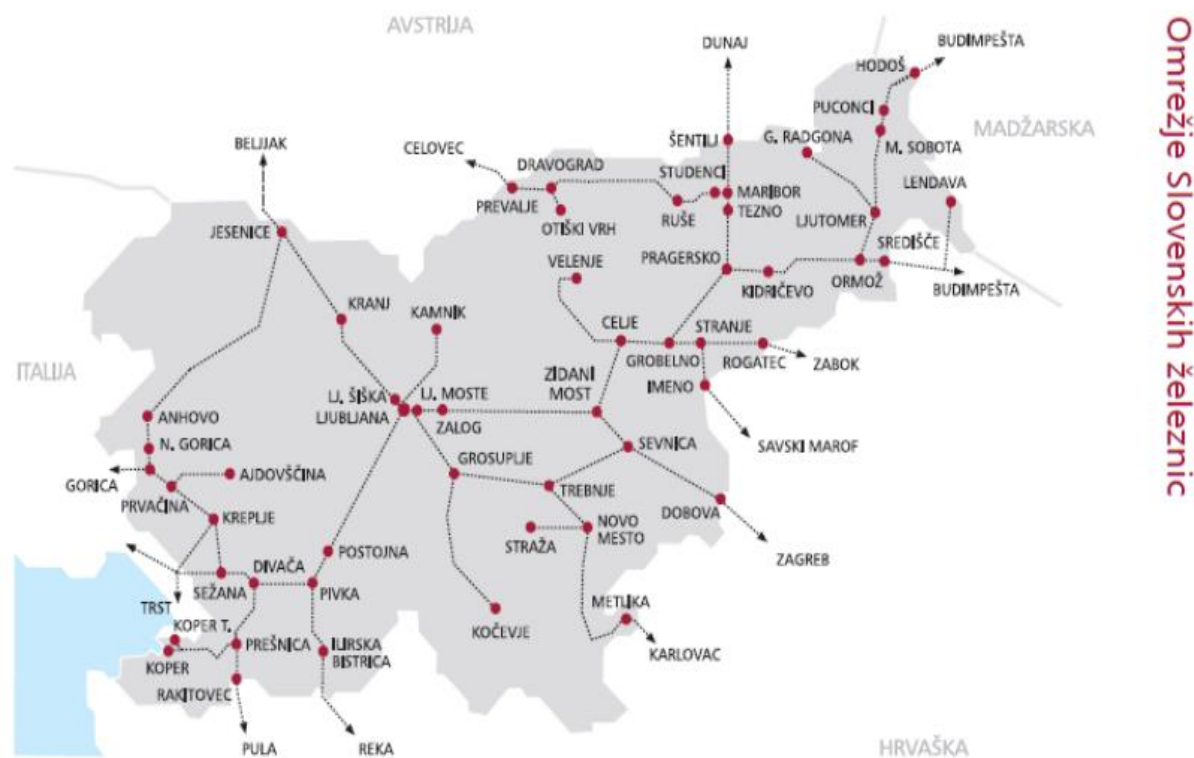 AVSTRIJA
DUNAJ
BUDIMPEŠTA
HODOŠ
PUCONCI
MADŽARSKA
BELJJAK
CELOVEC
DRAVOGRAD
ŠENTILJ
G. RADGONA
M. SOBOTA
STUDENCI
LENDAVA
PREVALJE
MARIBOR
RUŠE
TEZNO
LJUTOMER
OTIŠKI VRH
JESENICE
SREDIŠČE
VELENJE
PRAGERSKO
KIDRIČEVO
ORMOŽ
BUDIMPEŠTA
KRANJ
KAMNIK
CELJE
STRANJE
GROBELNO
ROGATEC
ZABOK
ITALIJA
ZIDANI
MOST
IMENO
LJ. ŠIŠKA
LJ. MOSTE
LJUBLJANA
ZALOG
ANHOVO
SAVSKI MAROF
N. GORICA
SEVNICA
GORICA
AJDOVŠČINA
GROSUPLJE
PRVAČINA
TREBNJE
DOBOVA
KREPLJE
STRAŽA
NOVO
MESTO
POSTOJNA
ZAGREB
DIVAČA
SEŽANA
PIVKA
TRST
METLIKA
KOPER T.
KOČEVJE
PREŠNICA
ILIRSKA
BISTRICA
KARLOVAC
KOPER
RAKITOVEC
PULA
REKA
HRVAŠKA
Omrežje Slovenskih železnic